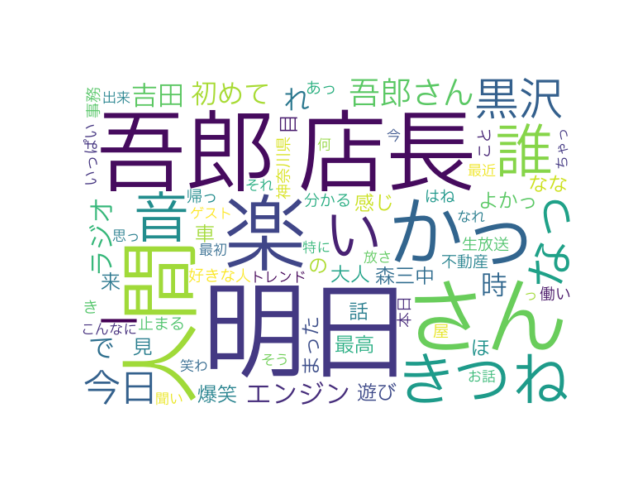 事務
出来
吉田
初めて
れ
あっ
吾郎さん
黒沢
いっぱい
吾郎
店長
目
今
誰
こと
ちゃっ
神奈川県
何
最近
ラジオ
音
帰っ
それ
ゲスト
分かる
感じ
はね
よかっ
なな
思っ
車
楽
い
かっ
なれ
なっ
来
最初
の
特に
放さ
生放送
人間
好きな人
トレンド
大人
森三中
不動産
時
働い
き
一
こんなに
止まる
明日
話
本日
さん
っ
で
見
笑わ
そう
まった
最高
屋
ほ
お話
今日
聞い
爆笑
エンジン
遊び
きつね